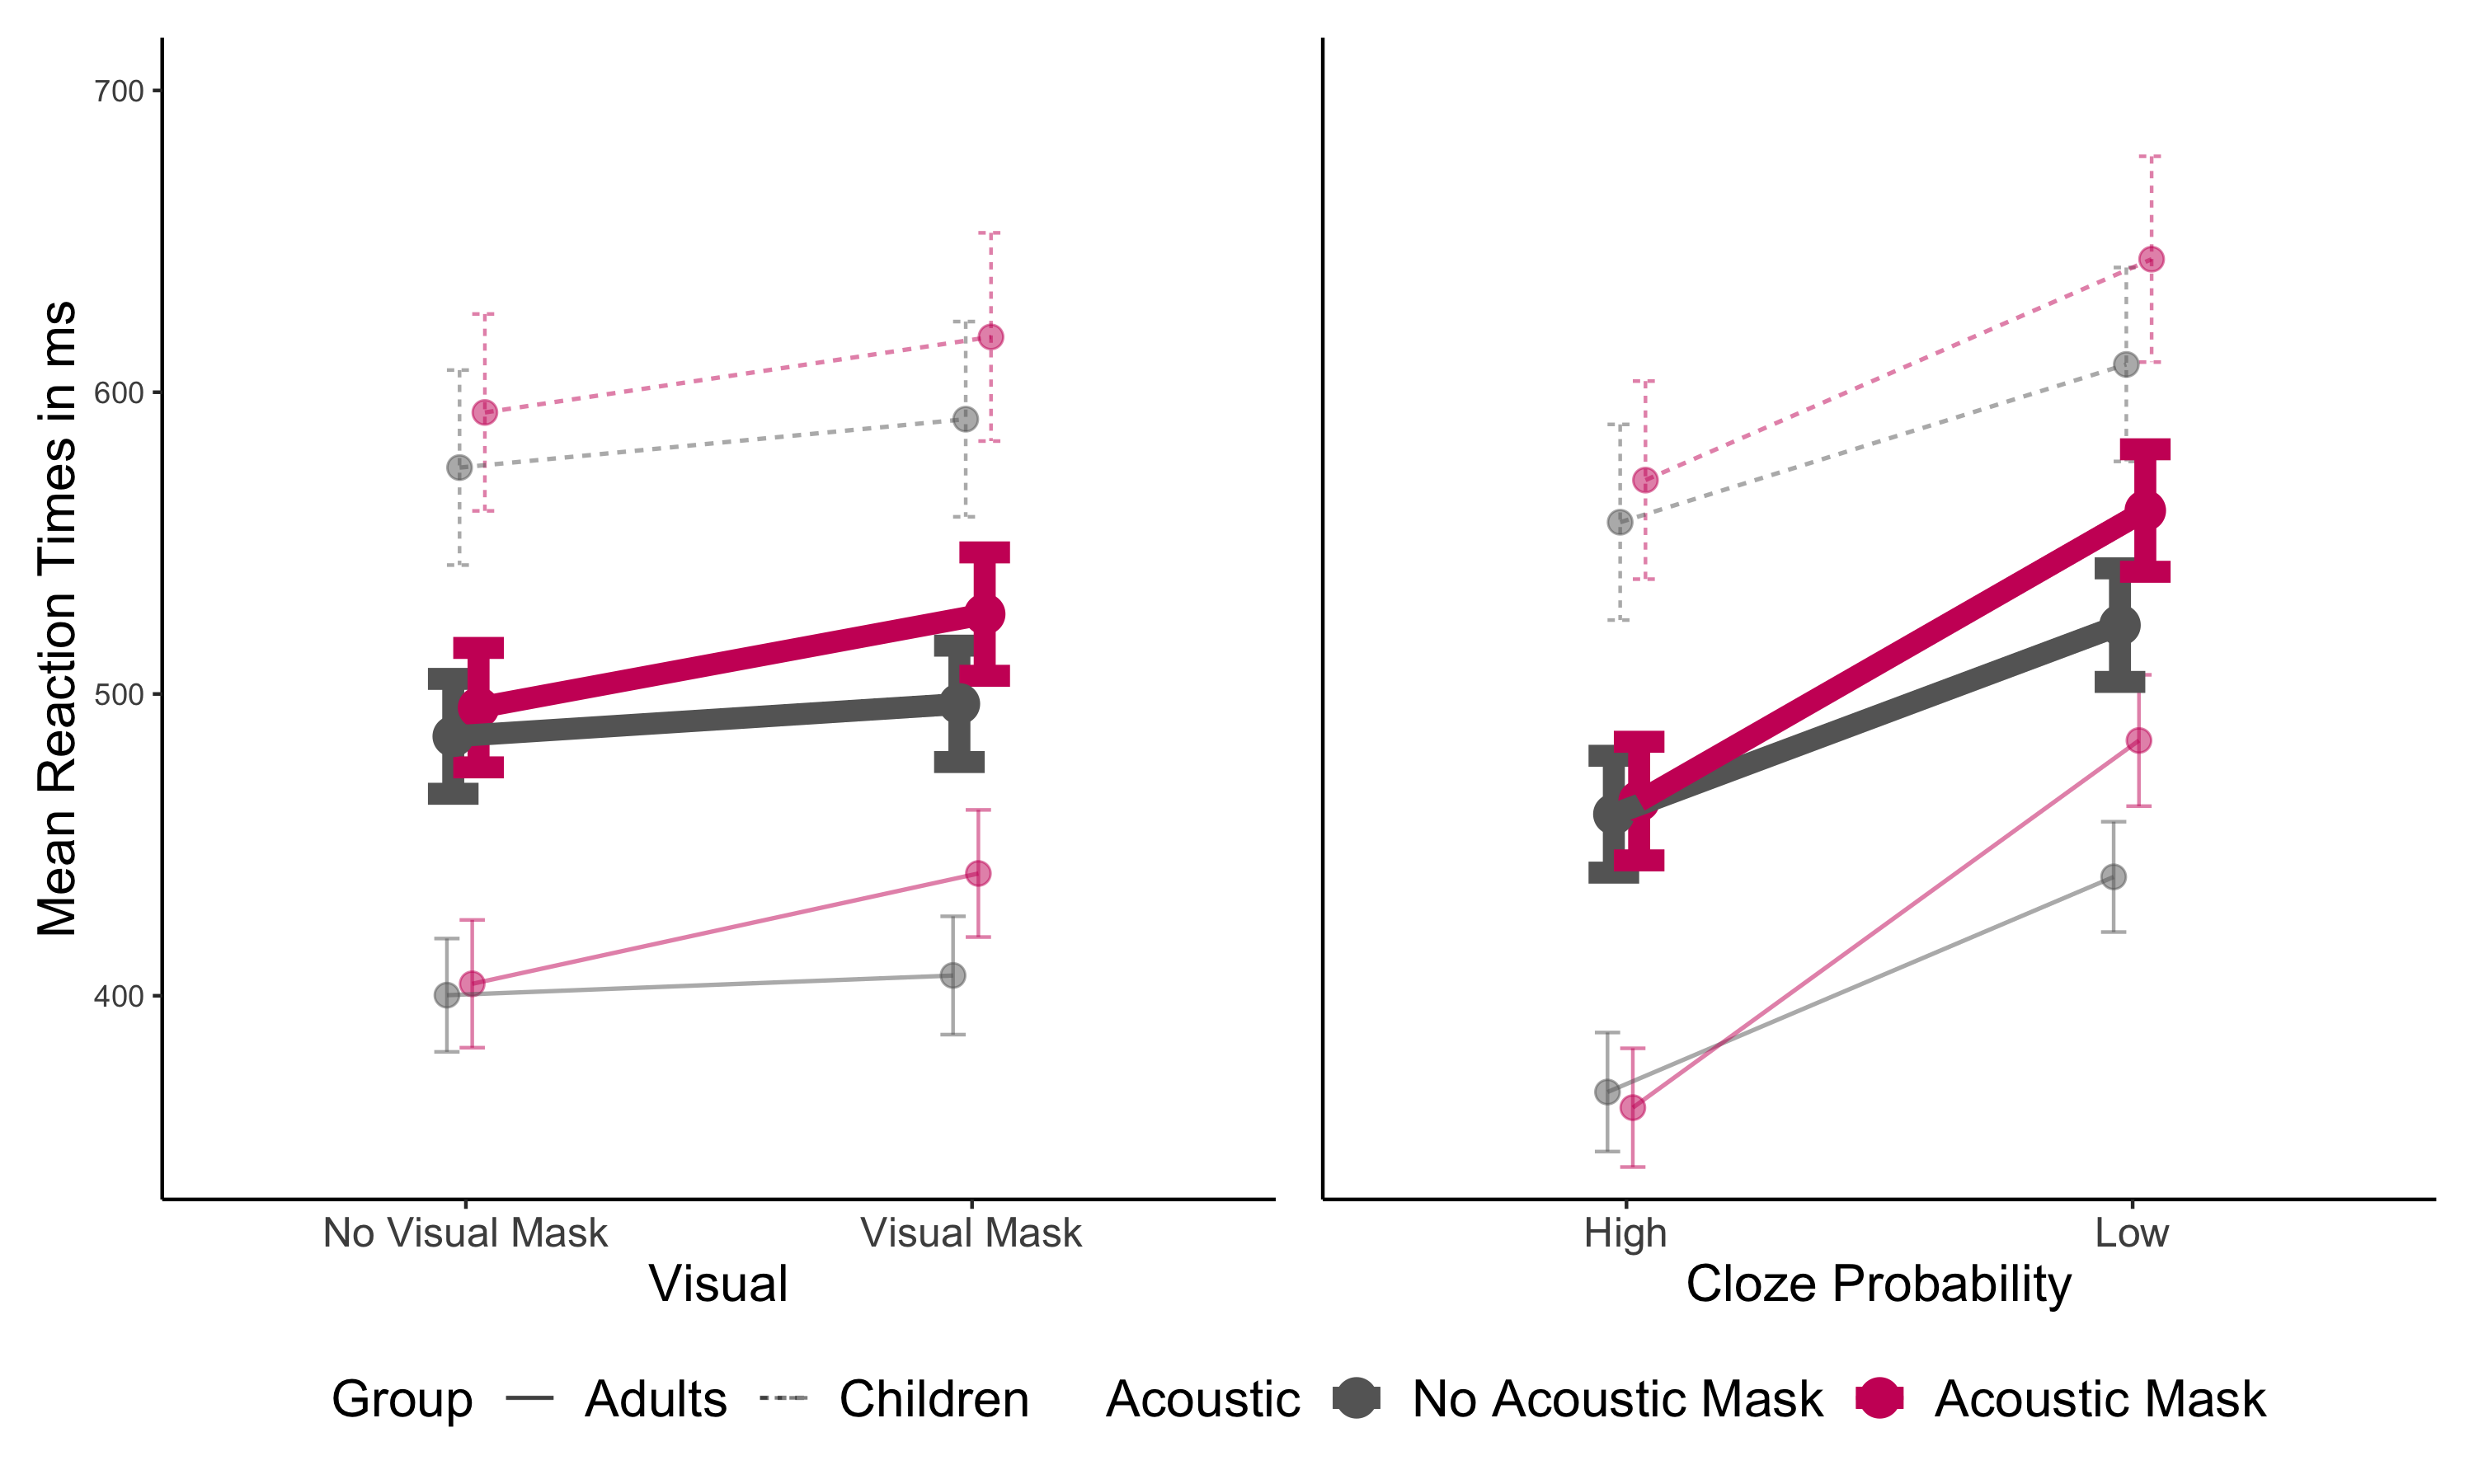 Mean Reaction Times in ms
700
600
500
400
No Visual Mask Visual Mask
Visual
High Low
Cloze Probability
Group Adults Children Acoustic No Acoustic Mask Acoustic Mask